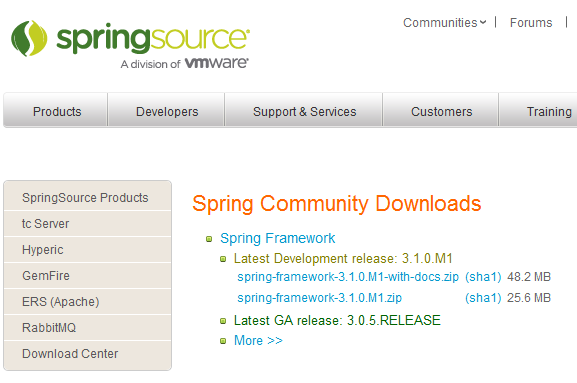 Communities
Forums
springsource
A division of vmware
Products
Developers
Support & Services
Customers
Training
SpringSource Products
tc Server
Hyperic
GemFire
ERS (Apache)
RabbitMQ
Download Center
Spring Community Downloads
Spring Framework
Latest Development release: 3.1.0.M1
spring-framework-3.1.0.M1-with-docs.zip (sha1) 48.2 MB
spring-framework-3.1.0.M1.zip (sha1) 25.6 MB
Latest GA release: 3.0.5.RELEASE
More >>